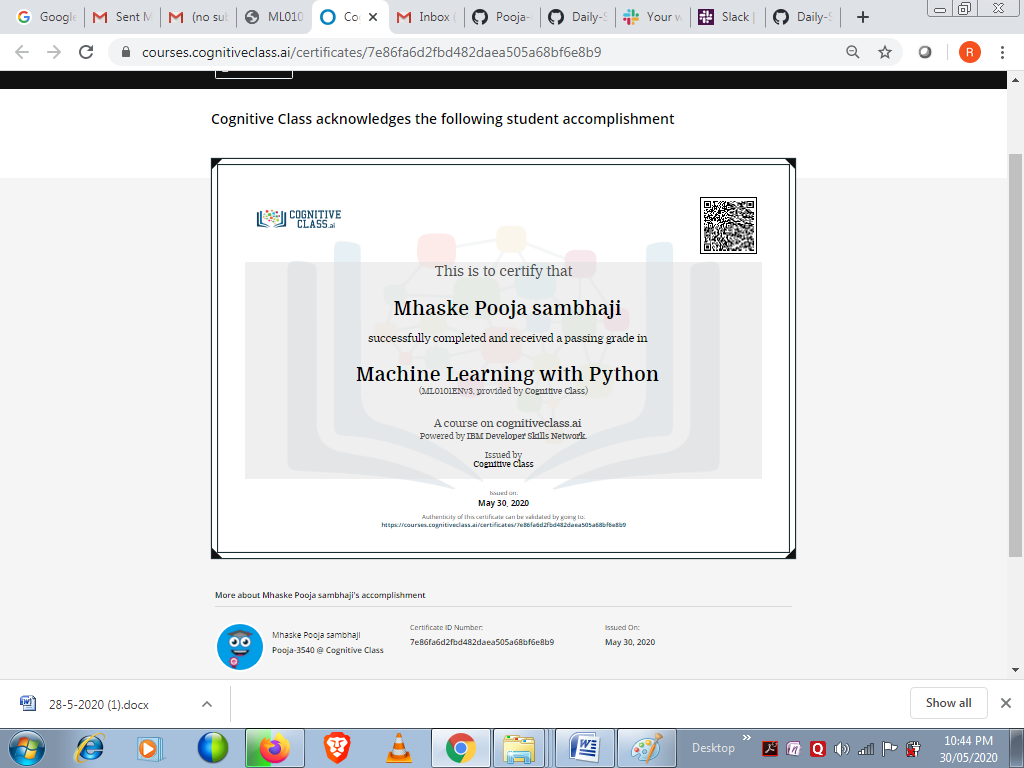 Google
Sent M
(no sub
ML010
Co
Inbox (
Pooja-
Daily-S
Your w
Slack |
Daily-S
courses.cognitiveclass.ai/certificates/7e86fa6d2fbd482daea505a68bf6e8b9
R
Cognitive Class acknowledges the following student accomplishment
COGNITIVE
CLASS.ai
This is to certify that
Mhaske Pooja sambhaji
successfully completed and received a passing grade in
Machine Learning with Python
(ML0101ENv3, provided by Cognitive Class)
A course on cognitiveclass.ai
Powered by IBM Developer Skills Network.
Issued by
Cognitive Class
Issued on:
May 30, 2020
Authenticity of this certificate can be validated by going to:
https://courses.cognitiveclass.ai/certificates/7e86fa6d2fbd482daea505a68bf6e8b9
More about Mhaske Pooja sambhaji's accomplishment
Mhaske Pooja sambhaji
Pooja-3540 @ Cognitive Class
Certificate ID Number:
7e86fa6d2fbd482daea505a68bf6e8b9
Issued On:
May 30, 2020
28-5-2020 (1).docx
Show all
Desktop
10:44 PM
30/05/2020